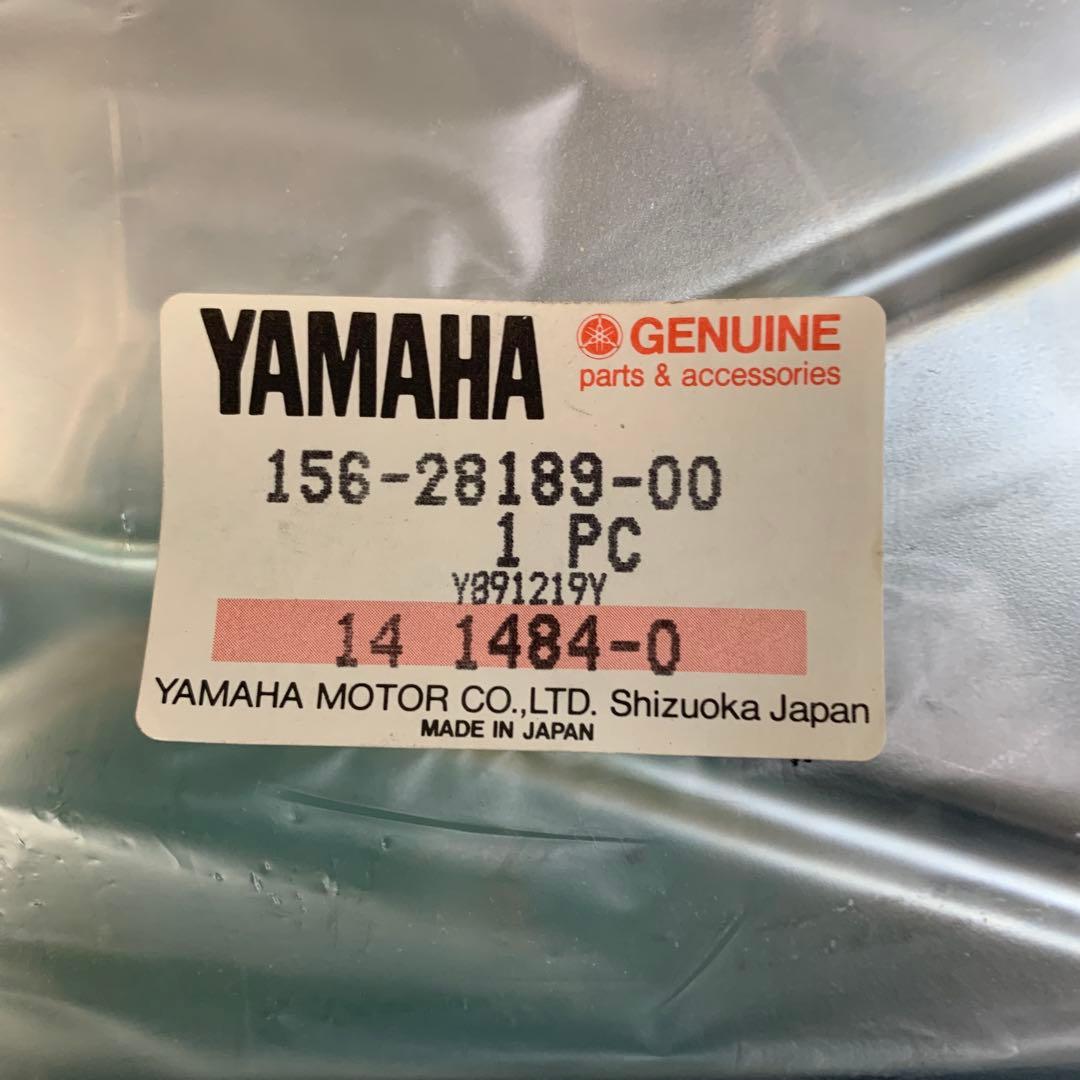 YAMAHA GENUINE
parts & accessories
156-28189-00
1 PC
Y891219Y
14 1484-0
YAMAHA MOTOR CO.,LTD. Shizuoka Japan
MADE IN JAPAN